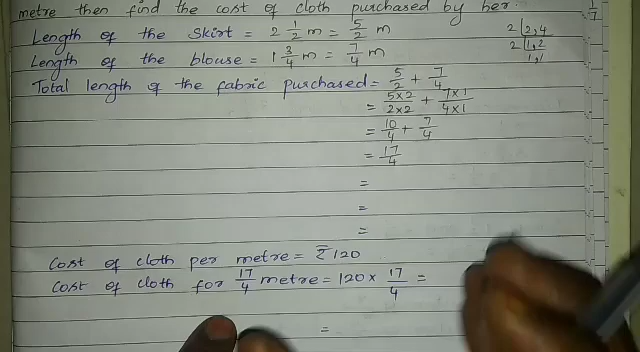 metre then find the cost of cloth purchased by her.
Length of the skirt = 2 1/2 m = 5/2 m
Length of the blouse = 1 3/4 m = 7/4 m
Total length of the fabric purchased = 5/2 + 7/4
= 5×2/2×2 + 7×1/4×1
= 10/4 + 7/4
= 17/4
=
=
=
Cost of cloth per metre = ₹ 120
Cost of cloth for 17/4 metre = 120 × 17/4 =
=
2 | 2, 4
2 | 1, 2
1, 1